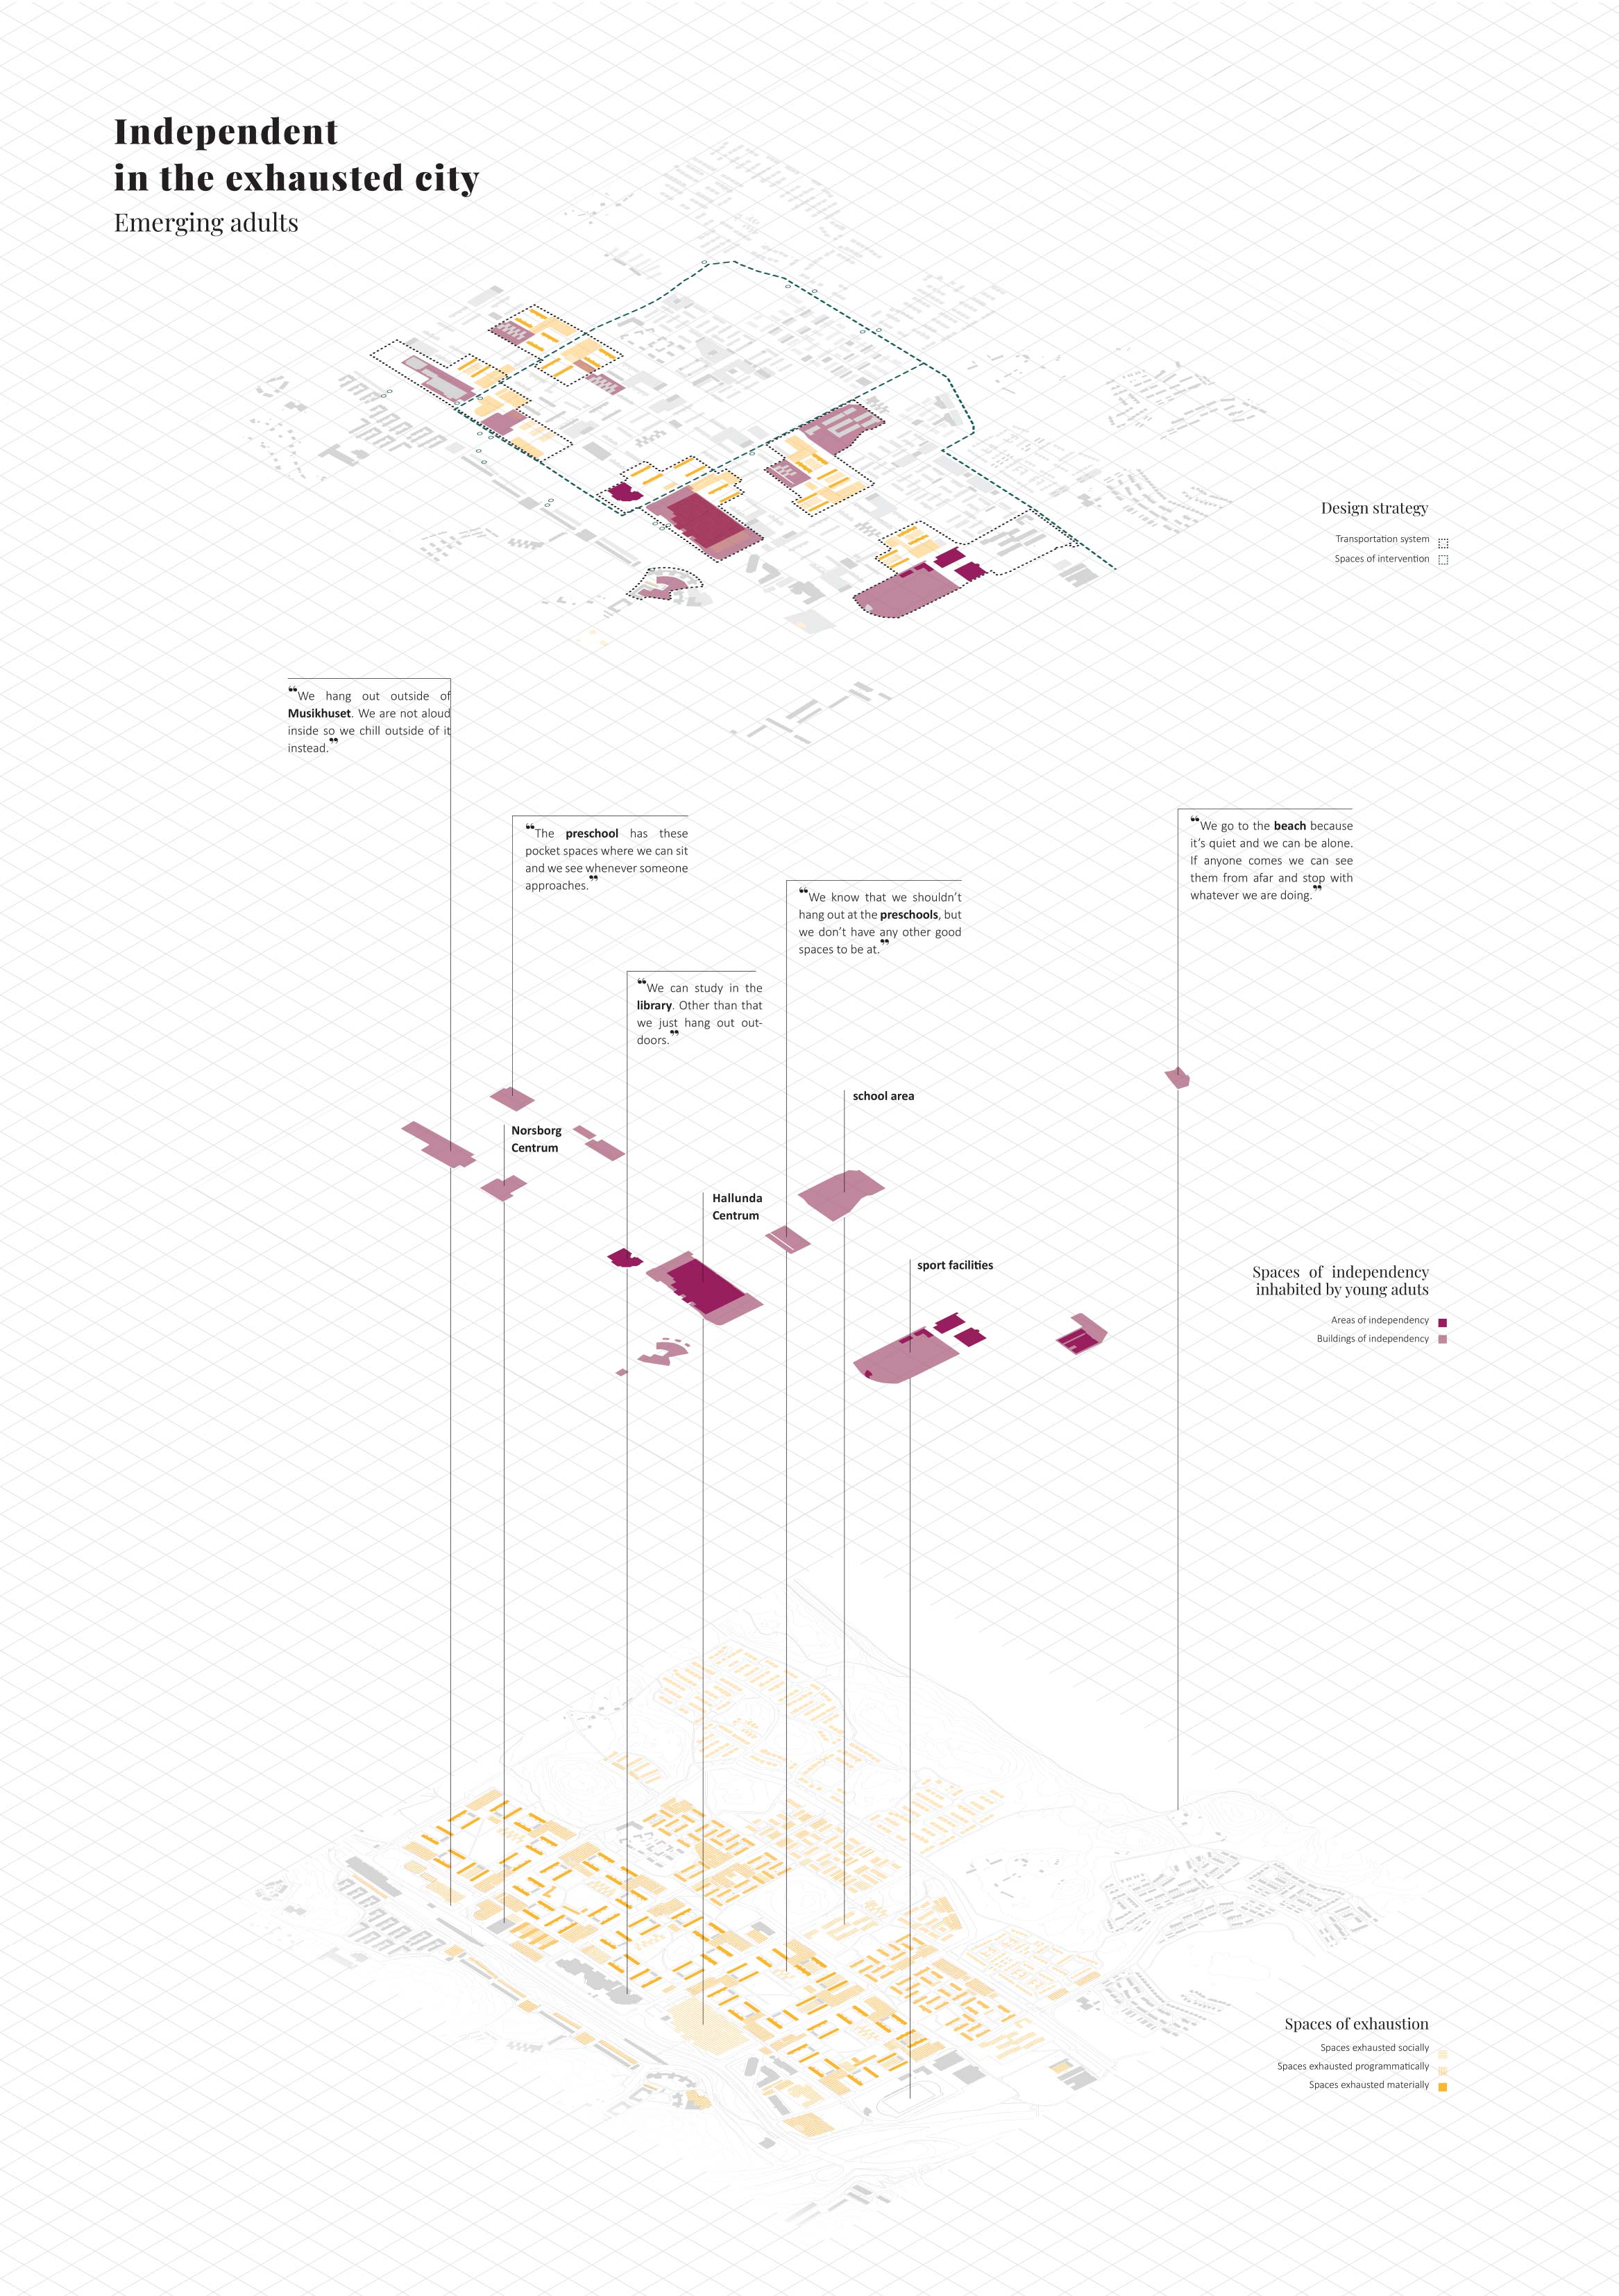 Independent
in the exhausted city
Emerging adults
Design strategy
Transportation system
Spaces of intervention
“We hang out outside of
Musikhuset. We are not aloud
inside so we chill outside of it
instead.”
“The preschool has these
pocket spaces where we can sit
and we see whenever someone
approaches.”
“We go to the beach because
it’s quiet and we can be alone.
If anyone comes we can see
them from afar and stop with
whatever we are doing.”
“We know that we shouldn’t
hang out at the preschools, but
we don’t have any other good
spaces to be at.”
“We can study in the
library. Other than that
we just hang out out-
doors.”
school area
Norsborg
Centrum
Hallunda
Centrum
sport facilities
Spaces of independency
inhabited by young aduts
Areas of independency
Buildings of independency
Spaces of exhaustion
Spaces exhausted socially
Spaces exhausted programmatically
Spaces exhausted materially